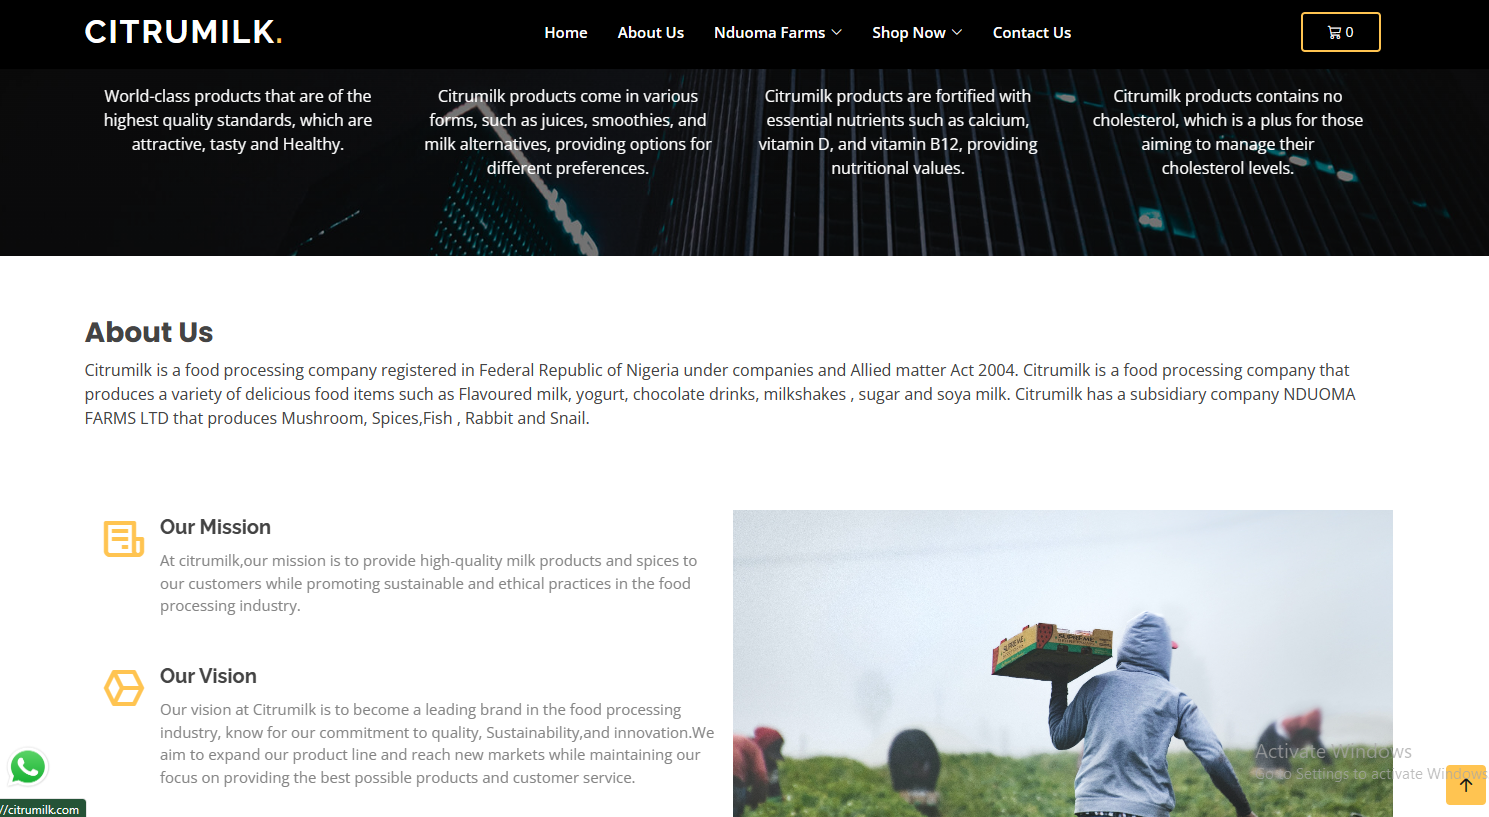 CITRUMILK.
Home About Us Nduoma Farms Shop Now Contact Us
0
World-class products that are of the
highest quality standards, which are
attractive, tasty and Healthy.
Citrumilk products come in various
forms, such as juices, smoothies, and
milk alternatives, providing options for
different preferences.
Citrumilk products are fortified with
essential nutrients such as calcium,
vitamin D, and vitamin B12, providing
nutritional values.
Citrumilk products contains no
cholesterol, which is a plus for those
aiming to manage their
cholesterol levels.
About Us
Citrumilk is a food processing company registered in Federal Republic of Nigeria under companies and Allied matter Act 2004. Citrumilk is a food processing company that
produces a variety of delicious food items such as Flavoured milk, yogurt, chocolate drinks, milkshakes , sugar and soya milk. Citrumilk has a subsidiary company NDUOMA
FARMS LTD that produces Mushroom, Spices,Fish , Rabbit and Snail.
Our Mission
At citrumilk,our mission is to provide high-quality milk products and spices to
our customers while promoting sustainable and ethical practices in the food
processing industry.
Our Vision
Our vision at Citrumilk is to become a leading brand in the food processing
industry, know for our commitment to quality, Sustainability,and innovation.We
aim to expand our product line and reach new markets while maintaining our
focus on providing the best possible products and customer service.
SUPREME
Activate Windows
Go to Settings to activate Windows
//citrumilk.com